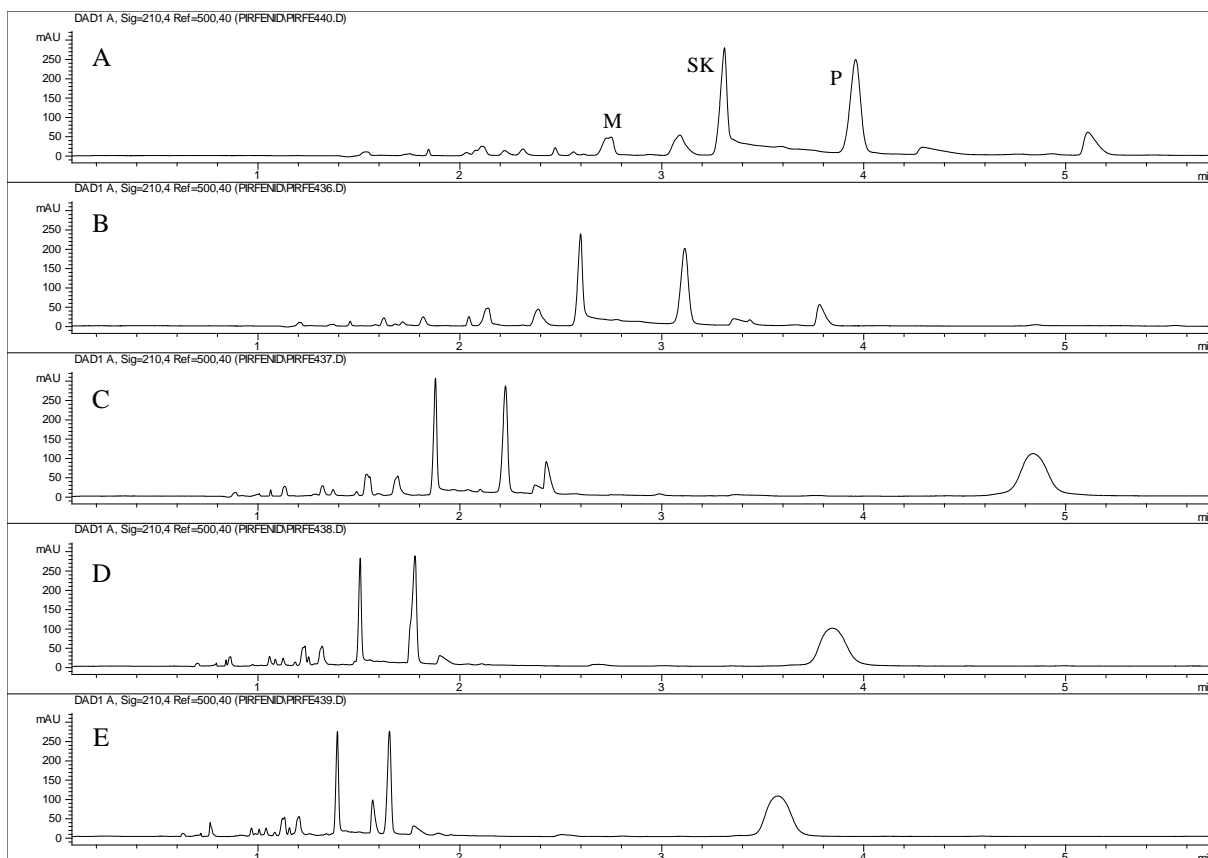 DAD1 A, Sig=210,4 Ref=500,40 (PIRFENID\PIRFE440.D)
mAU
A
SK
P
M
250
200
150
100
50
0
1 2 3 4 5 mi
DAD1 A, Sig=210,4 Ref=500,40 (PIRFENID\PIRFE436.D)
mAU
B
250
200
150
100
50
0
1 2 3 4 5 mi
DAD1 A, Sig=210,4 Ref=500,40 (PIRFENID\PIRFE437.D)
mAU
C
250
200
150
100
50
0
1 2 3 4 5 mi
DAD1 A, Sig=210,4 Ref=500,40 (PIRFENID\PIRFE438.D)
mAU
D
250
200
150
100
50
0
1 2 3 4 5 mi
DAD1 A, Sig=210,4 Ref=500,40 (PIRFENID\PIRFE439.D)
mAU
E
250
200
150
100
50
0
1 2 3 4 5 mi